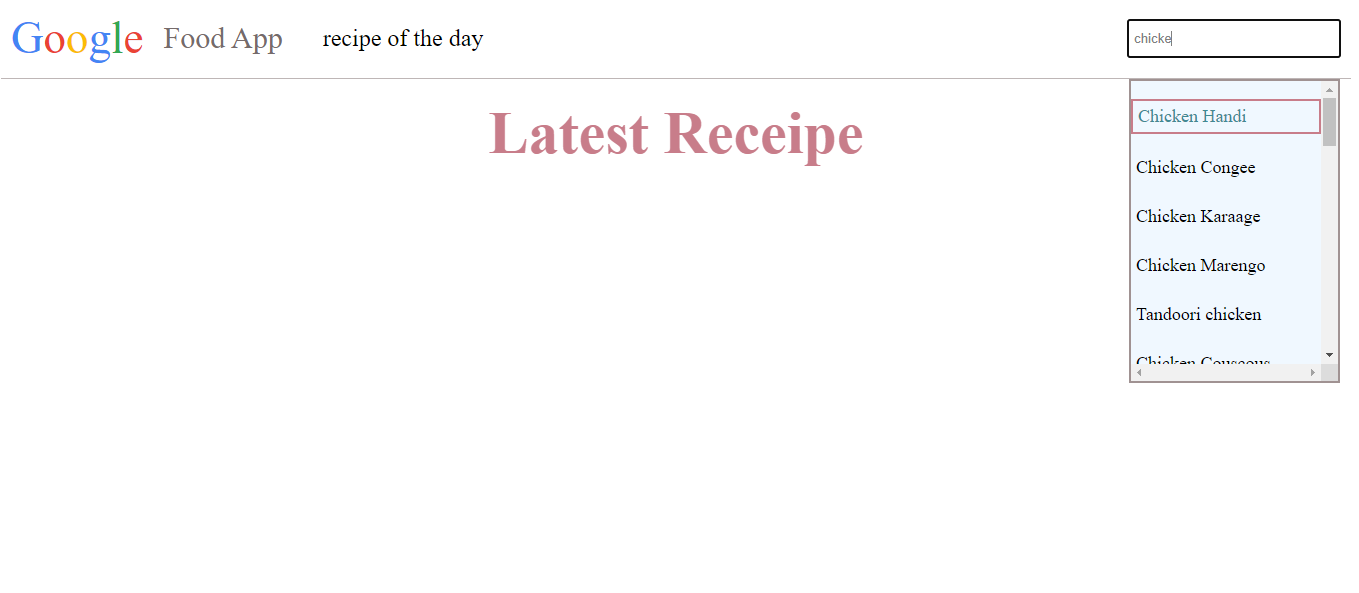 Google Food App recipe of the day chicke
Latest Receipe
Chicken Handi
Chicken Congee
Chicken Karaage
Chicken Marengo
Tandoori chicken
Chicken Couscous